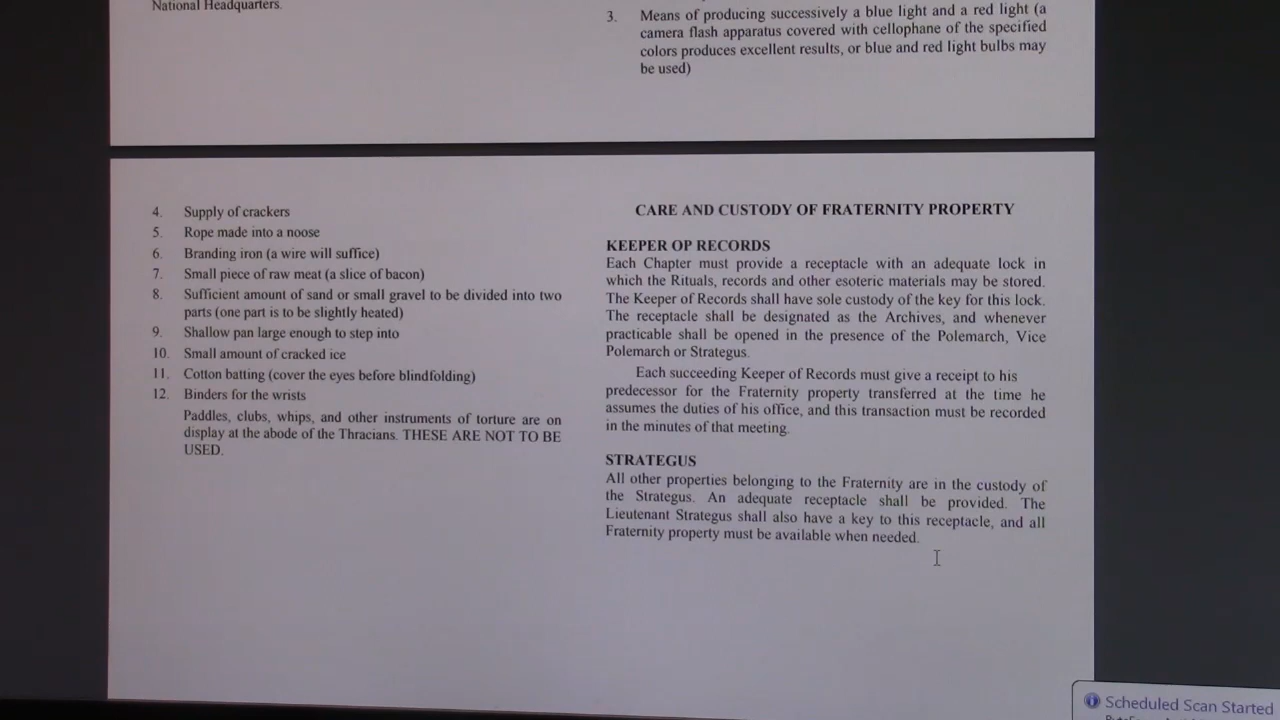 National Headquarters.
3. Means of producing successively a blue light and a red light (a
camera flash apparatus covered with cellophane of the specified
colors produces excellent results, or blue and red light bulbs may
be used)
4. Supply of crackers
5. Rope made into a noose
6. Branding iron (a wire will suffice)
7. Small piece of raw meat (a slice of bacon)
8. Sufficient amount of sand or small gravel to be divided into two
parts (one part is to be slightly heated)
9. Shallow pan large enough to step into
10. Small amount of cracked ice
11. Cotton batting (cover the eyes before blindfolding)
12. Binders for the wrists
Paddles, clubs, whips, and other instruments of torture are on
display at the abode of the Thracians. THESE ARE NOT TO BE
USED.
CARE AND CUSTODY OF FRATERNITY PROPERTY
KEEPER OP RECORDS
Each Chapter must provide a receptacle with an adequate lock in
which the Rituals, records and other esoteric materials may be stored.
The Keeper of Records shall have sole custody of the key for this lock.
The receptacle shall be designated as the Archives, and whenever
practicable shall be opened in the presence of the Polemarch, Vice
Polemarch or Strategus.
Each succeeding Keeper of Records must give a receipt to his
predecessor for the Fraternity property transferred at the time he
assumes the duties of his office, and this transaction must be recorded
in the minutes of that meeting.
STRATEGUS
All other properties belonging to the Fraternity are in the custody of
the Strategus. An adequate receptacle shall be provided. The
Lieutenant Strategus shall also have a key to this receptacle, and all
Fraternity property must be available when needed.
Scheduled Scan Started